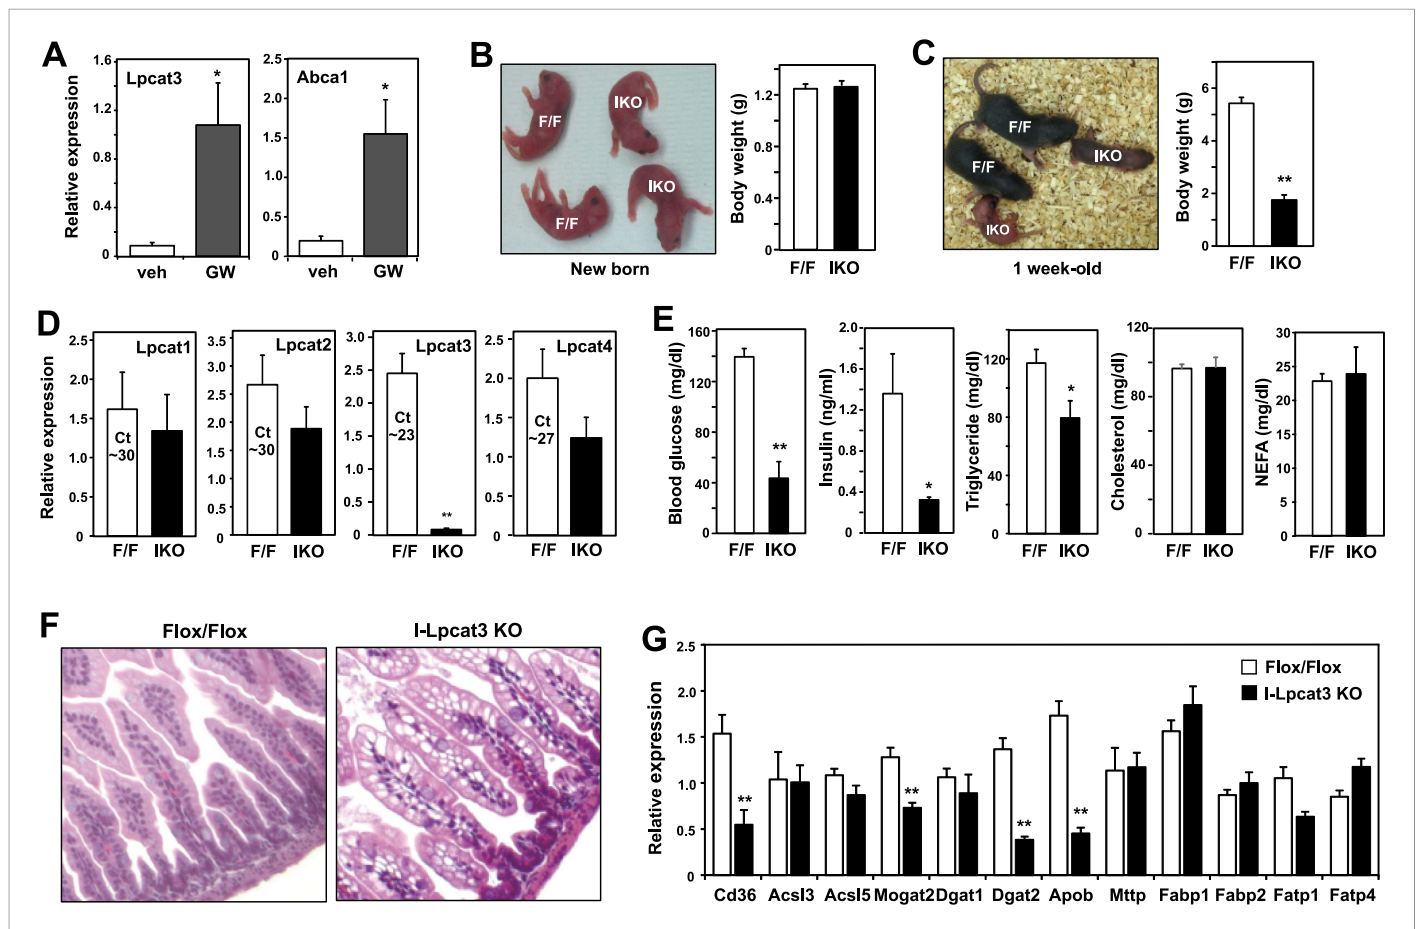 A
Relative expression
1.6
1.2
1.0
0.6
0.2
0
Lpcat3
*
veh
GW
2.5
2.0
1.5
1.0
0.5
0
Abca1
*
veh
GW
B
F/F
IKO
F/F
IKO
New born
Body weight (g)
1.2
0.8
0.4
0
F/F
IKO
C
F/F
F/F
IKO
IKO
1 week-old
Body weight (g)
6
4
2
0
**
F/F
IKO
D
Relative expression
2.5
2.0
1.5
1.0
0.5
0
Lpcat1
Ct
~30
F/F
IKO
3.5
3.0
2.5
2.0
1.5
1.0
0.5
0
Lpcat2
Ct
~30
F/F
IKO
3.0
2.5
2.0
1.5
1.0
0.5
0
Lpcat3
Ct
~23
**
F/F
IKO
2.5
2.0
1.5
1.0
0.5
0
Lpcat4
Ct
~27
F/F
IKO
E
Blood glucose (mg/dl)
160
140
100
60
40
0
**
F/F
IKO
Insulin (ng/ml)
2.0
1.6
1.2
0.8
0.4
0
*
F/F
IKO
Triglyceride (mg/dl)
120
80
40
0
*
F/F
IKO
Cholesterol (mg/dl)
120
80
40
0
F/F
IKO
NEFA (mg/dl)
30
25
20
15
10
5
0
F/F
IKO
F
Flox/Flox
I-Lpcat3 KO
G
Relative expression
2.5
2.0
1.5
1.0
0.5
0
Flox/Flox
I-Lpcat3 KO
**
**
**
**
Cd36 Acsl3 Acsl5 Mogat2 Dgat1 Dgat2 Apob Mttp Fabp1 Fabp2 Fatp1 Fatp4